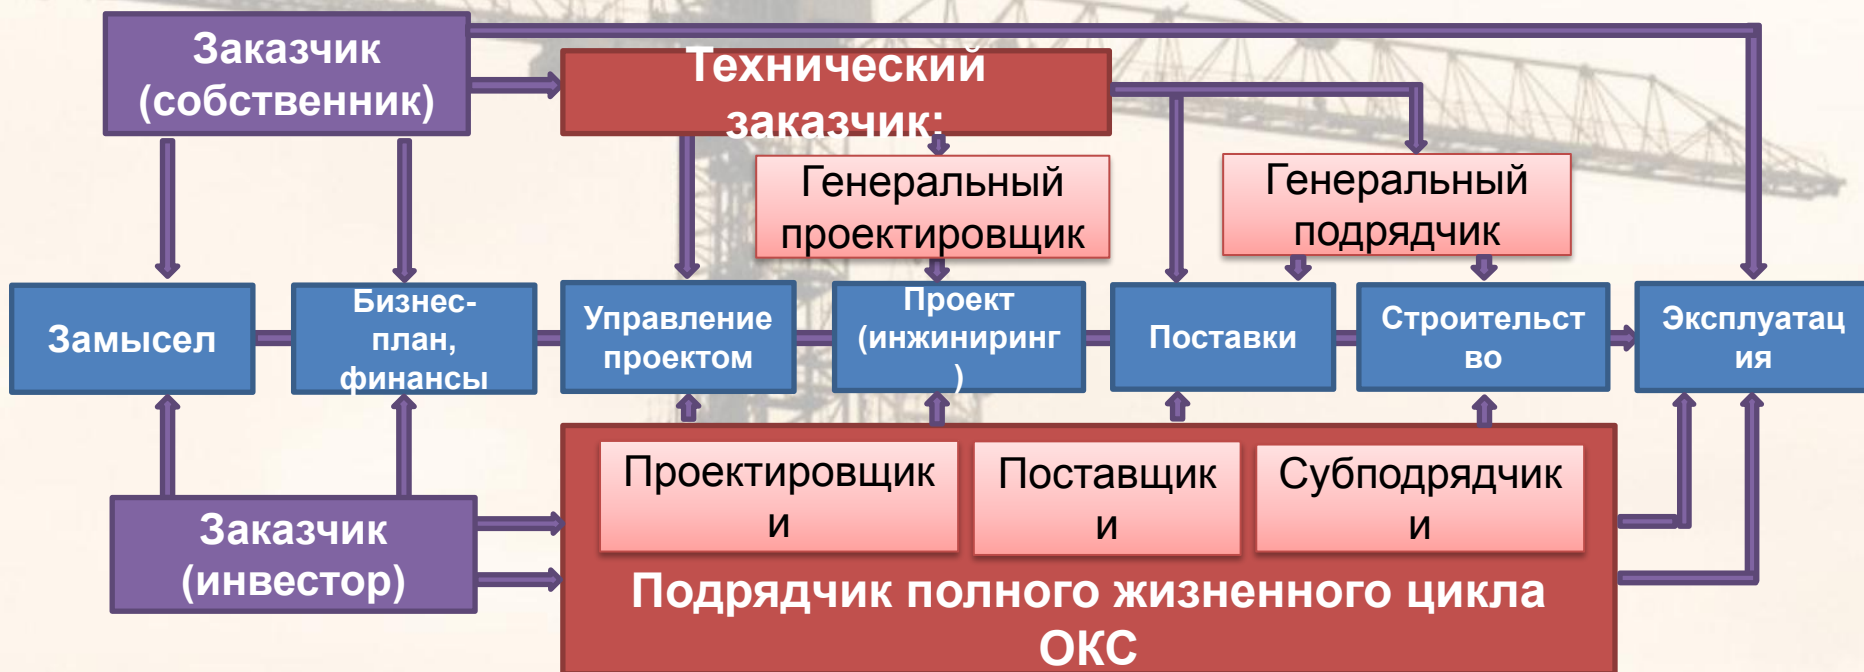 Заказчик
(собственник)
Технический
заказчик:
Генеральный
проектировщик
Генеральный
подрядчик
Замысел
Бизнес-
план,
финансы
Управление
проектом
Проект
(инжиниринг
)
Поставки
Строительст
во
Эксплуатац
ия
Заказчик
(инвестор)
Проектировщик
и
Поставщик
и
Субподрядчик
и
Подрядчик полного жизненного цикла
ОКС